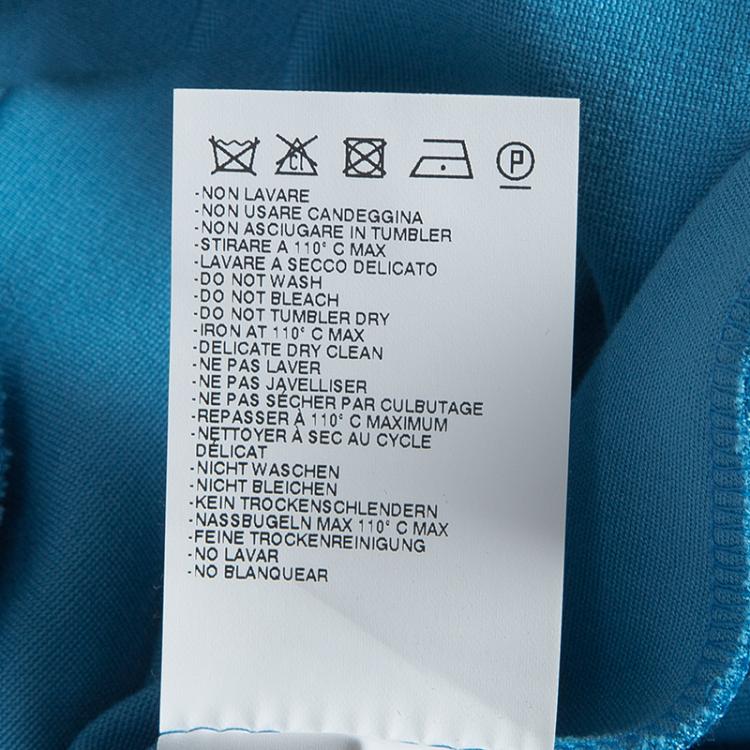 CL
P
-NON LAVARE
-NON USARE CANDEGGINA
-NON ASCIUGARE IN TUMBLER
-STIRARE A 110° C MAX
-LAVARE A SECCO DELICATO
-DO NOT WASH
-DO NOT BLEACH
-DO NOT TUMBLER DRY
-IRON AT 110° C MAX
-DELICATE DRY CLEAN
-NE PAS LAVER
-NE PAS JAVELLISER
-NE PAS SÉCHER PAR CULBUTAGE
-REPASSER À 110° C MAXIMUM
-NETTOYER À SEC AU CYCLE
DÉLICAT
-NICHT WASCHEN
-NICHT BLEICHEN
-KEIN TROCKENSCHLENDERN
-NASSBUGELN MAX 110° C MAX
-FEINE TROCKENREINIGUNG
-NO LAVAR
-NO BLANQUEAR